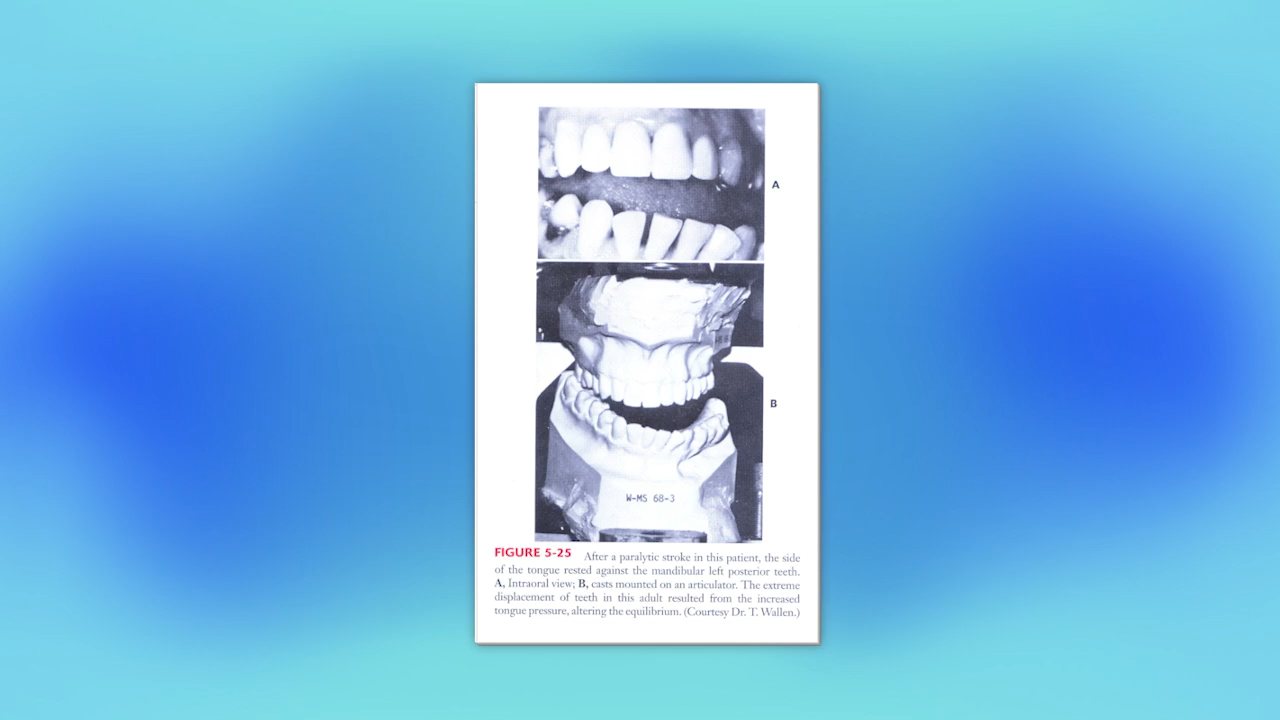 A
B
W-MS 68-3
FIGURE 5-25 After a paralytic stroke in this patient, the side
of the tongue rested against the mandibular left posterior teeth.
A, Intraoral view; B, casts mounted on an articulator. The extreme
displacement of teeth in this adult resulted from the increased
tongue pressure, altering the equilibrium. (Courtesy Dr. T. Wallen.)